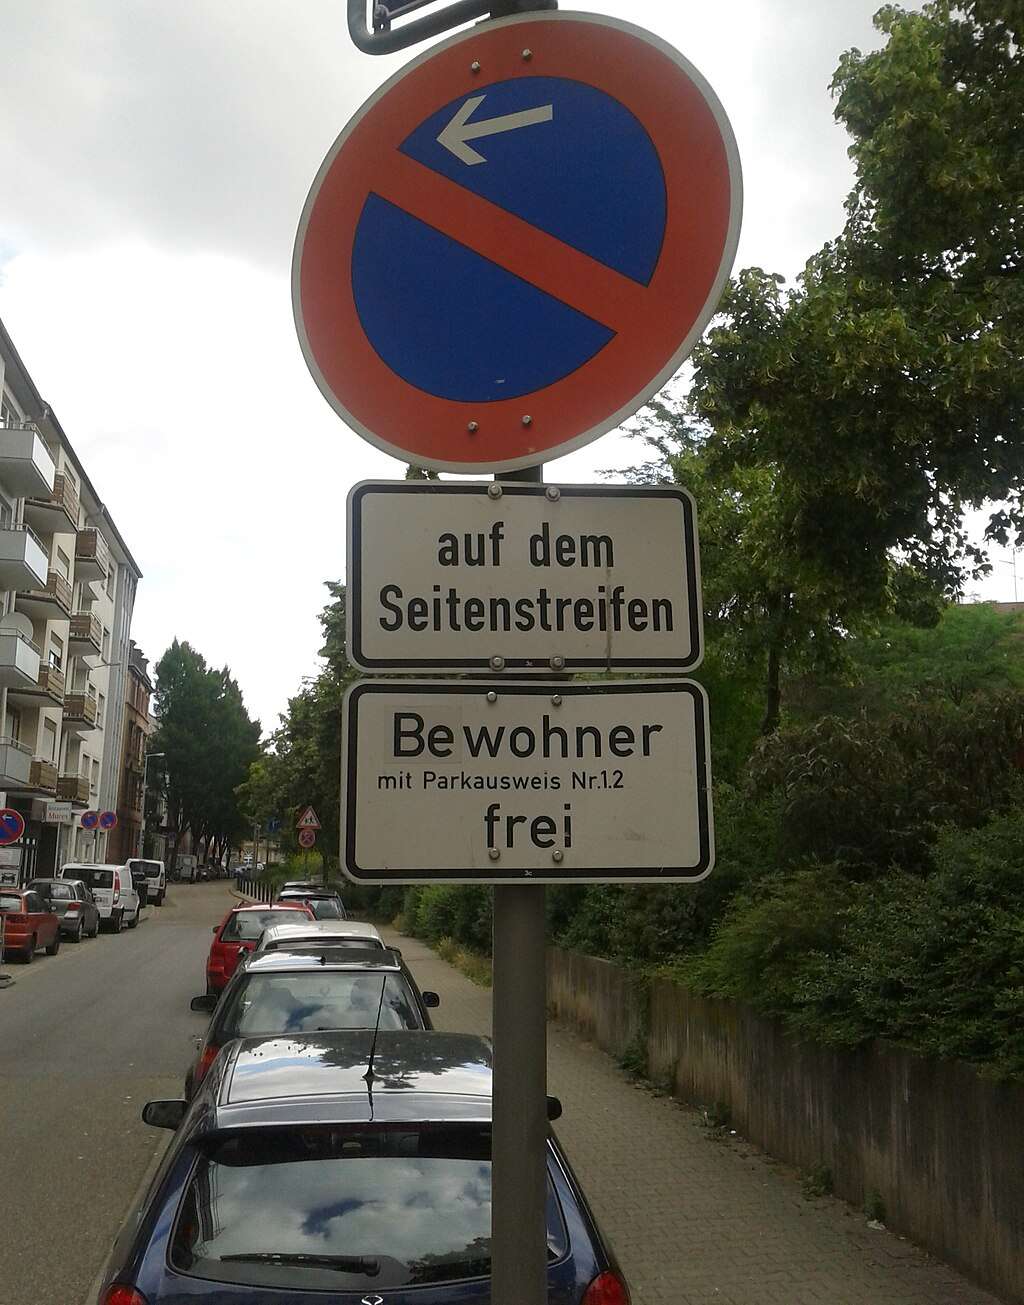 auf dem
Seitenstreifen
Bewohner
mit Parkausweis Nr.1.2
frei